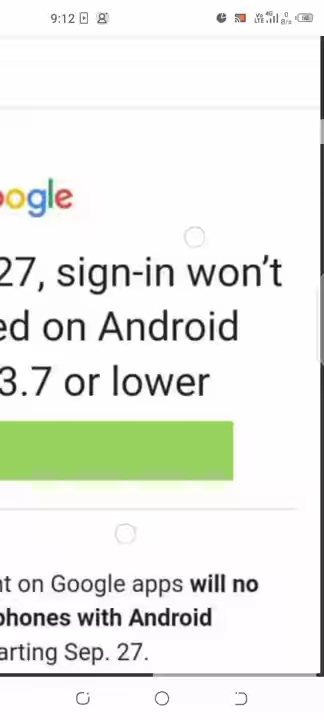 9:12
ogle
27, sign-in won't
ed on Android
3.7 or lower
nt on Google apps will no
phones with Android
arting Sep. 27.